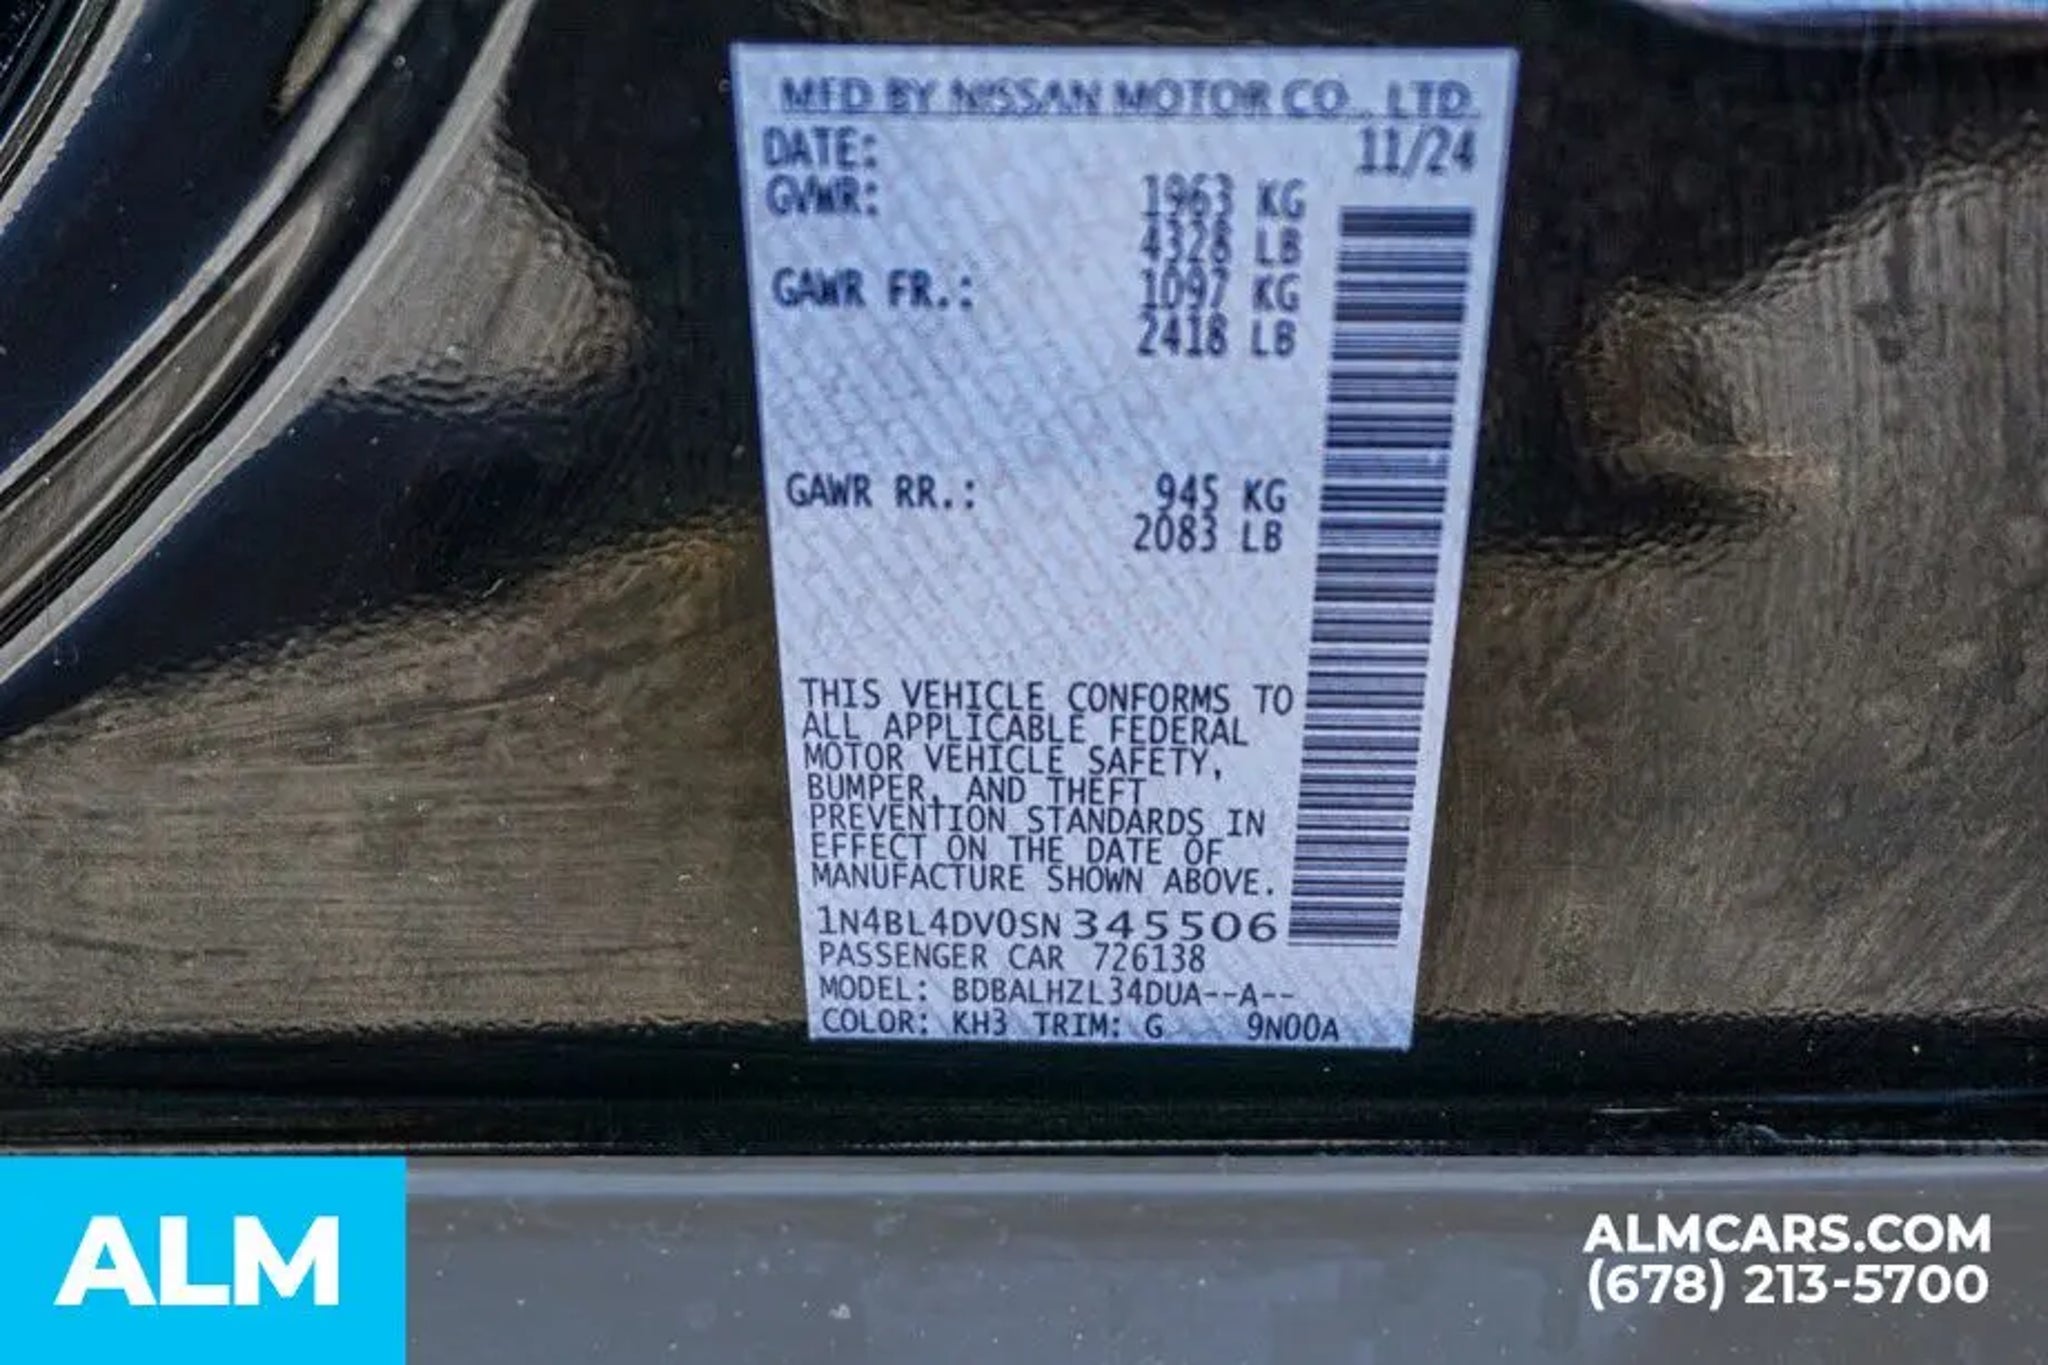 MFD BY NISSAN MOTOR CO., LTD.
DATE: 11/24
GVWR: 1963 KG
4328 LB
GAWR FR.: 1097 KG
2418 LB
GAWR RR.: 945 KG
2083 LB
THIS VEHICLE CONFORMS TO
ALL APPLICABLE FEDERAL
MOTOR VEHICLE SAFETY,
BUMPER, AND THEFT
PREVENTION STANDARDS IN
EFFECT ON THE DATE OF
MANUFACTURE SHOWN ABOVE.
1N4BL4DV0SN345506
PASSENGER CAR 726138
MODEL: BDBALHZL34DUA--A--
COLOR: KH3 TRIM: G 9N00A
ALM
ALMCARS.COM
(678) 213-5700